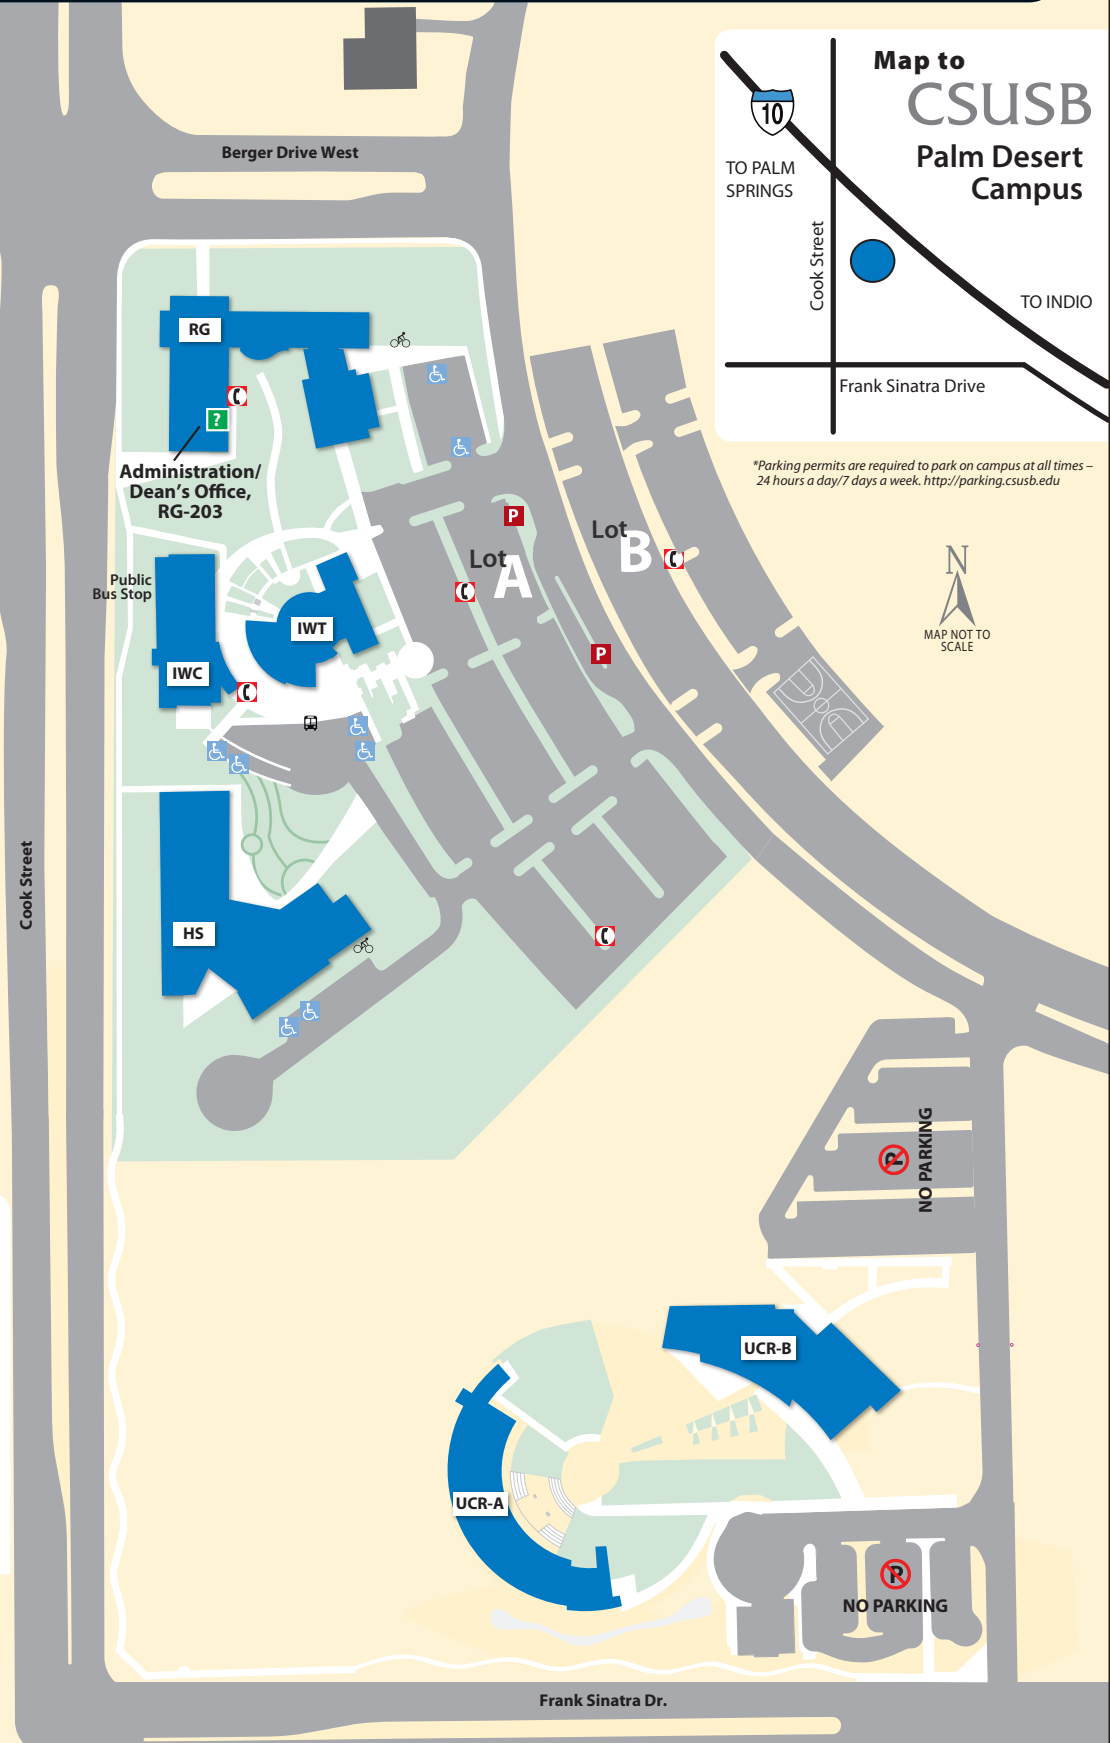 Map to
CSUSB
Palm Desert
Campus
10
TO PALM
SPRINGS
Cook Street
TO INDIO
Frank Sinatra Drive
*Parking permits are required to park on campus at all times –
24 hours a day/7 days a week. http://parking.csusb.edu
N
MAP NOT TO
SCALE
Berger Drive West
RG
?
Administration/
Dean's Office,
RG-203
P
Lot
A
Lot
B
P
Public
Bus Stop
IWT
IWC
Cook Street
HS
P
NO PARKING
UCR-B
UCR-A
P
NO PARKING
Frank Sinatra Dr.